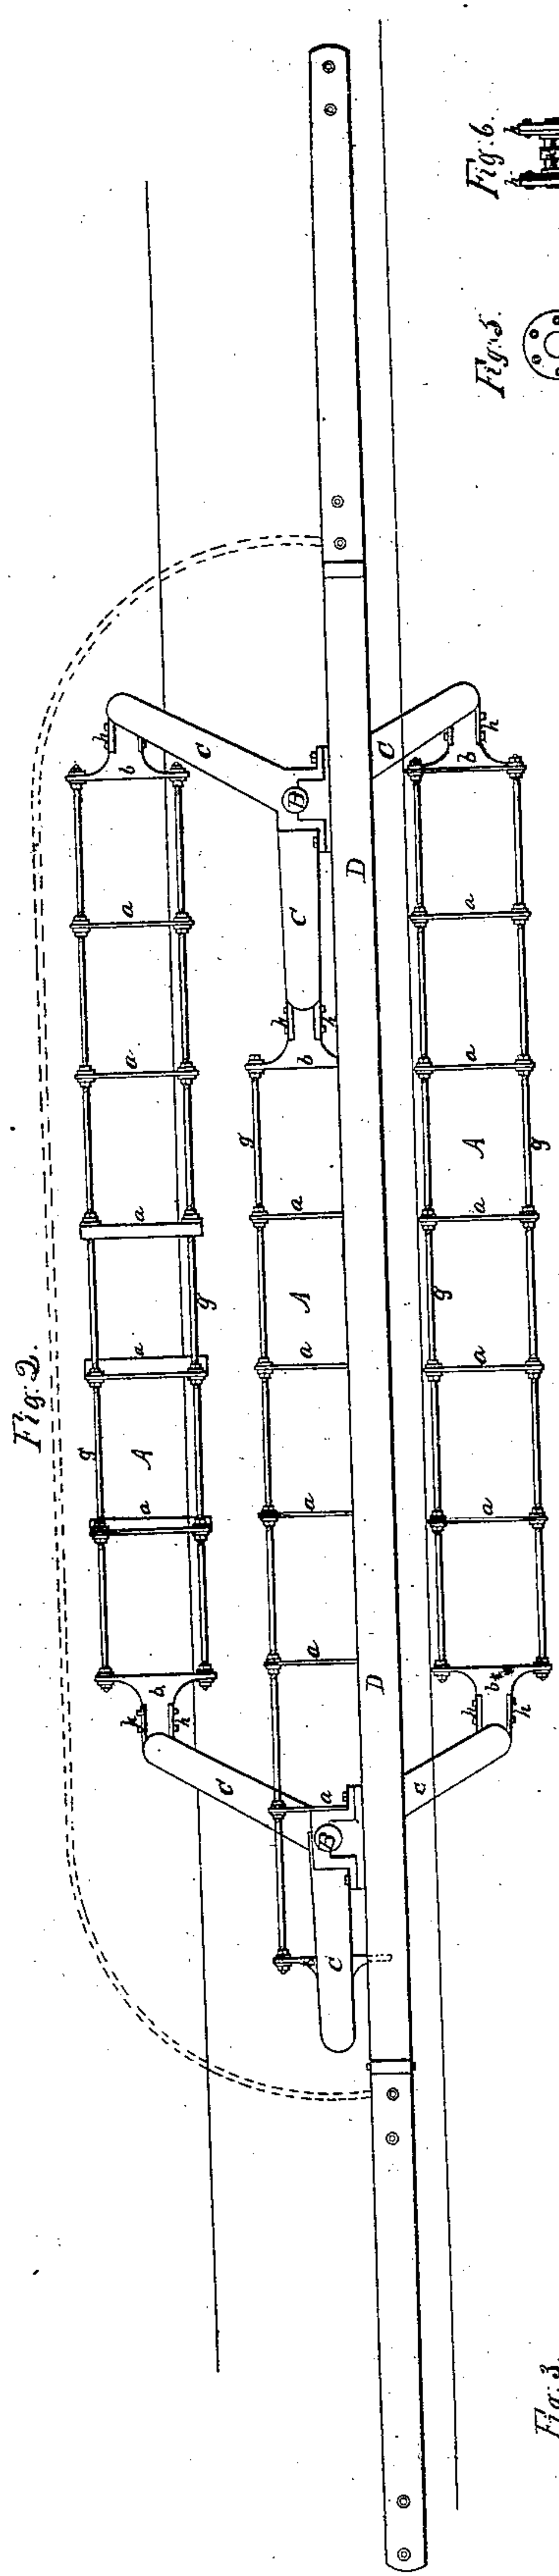 Fig. 2.
Fig. 6.
Fig. 5.
Fig. 3.
h h
h b C B C b h
a a
D
a C' a
h b h
a a A
g g
a a a
g g g
a A a a
g A
a a a
a D
b h h a b h h
C B C
C